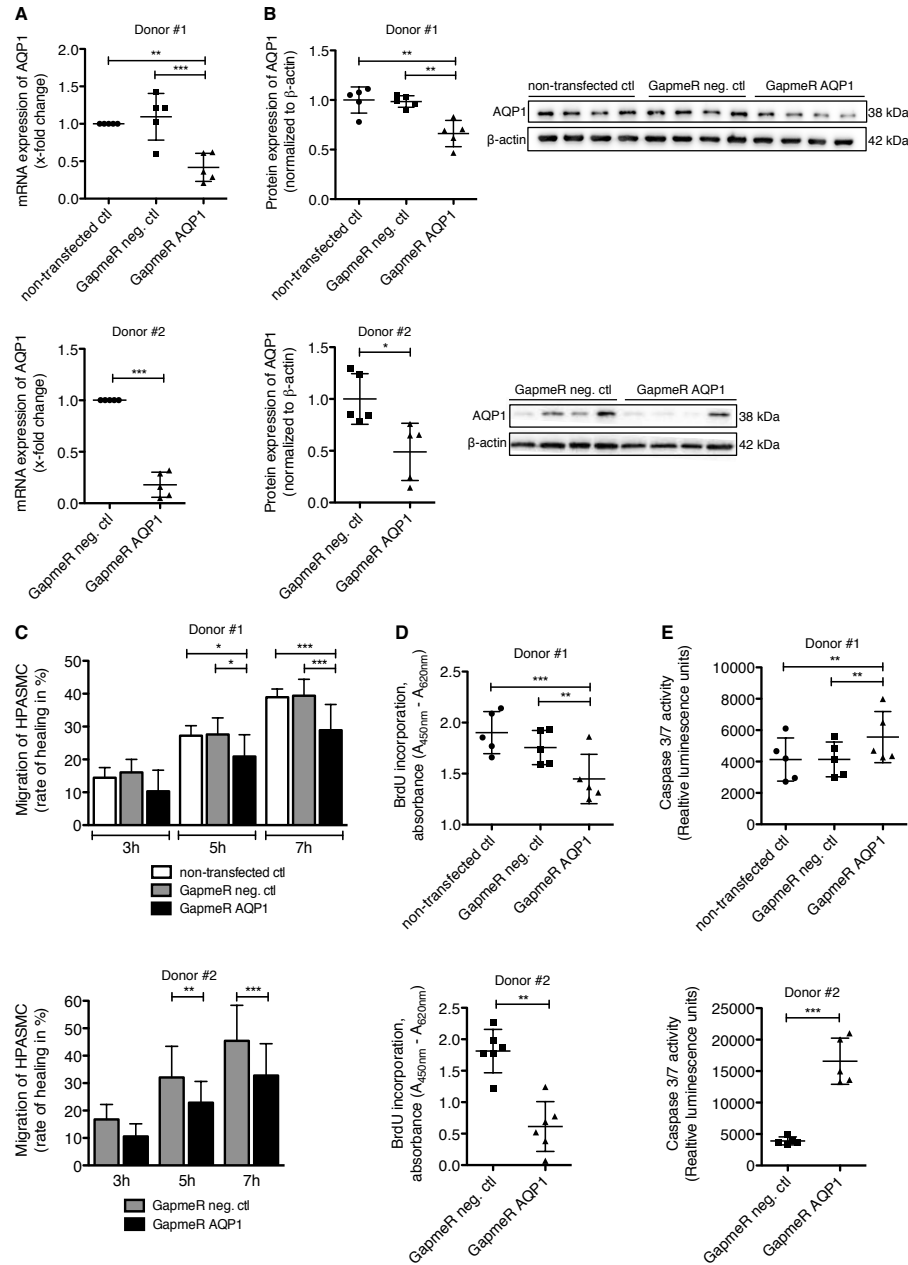 A
Donor #1
mRNA expression of AQP1
(x-fold change)
2.0
1.5
1.0
0.5
0.0
**
***
non-transfected ctl
GapmeR neg. ctl
GapmeR AQP1
B
Donor #1
Protein expression of AQP1
(normalized to β-actin)
1.5
1.0
0.5
0.0
**
**
non-transfected ctl
GapmeR neg. ctl
GapmeR AQP1
non-transfected ctl GapmeR neg. ctl GapmeR AQP1
AQP1 38 kDa
β-actin 42 kDa
Donor #2
mRNA expression of AQP1
(x-fold change)
1.5
1.0
0.5
0.0
***
GapmeR neg. ctl
GapmeR AQP1
Donor #2
Protein expression of AQP1
(normalized to β-actin)
1.5
1.0
0.5
0.0
*
GapmeR neg. ctl
GapmeR AQP1
GapmeR neg. ctl GapmeR AQP1
AQP1 38 kDa
β-actin 42 kDa
C
Donor #1
Migration of HPASMC
(rate of healing in %)
50
40
30
20
10
0
*
*
***
***
3h 5h 7h
non-transfected ctl
GapmeR neg. ctl
GapmeR AQP1
D
Donor #1
BrdU incorporation,
absorbance (A450nm - A620nm)
2.5
2.0
1.5
1.0
***
**
non-transfected ctl
GapmeR neg. ctl
GapmeR AQP1
E
Donor #1
Caspase 3/7 activity
(Realtive luminescence units)
10000
8000
6000
4000
2000
0
**
**
non-transfected ctl
GapmeR neg. ctl
GapmeR AQP1
Donor #2
Migration of HPASMC
(rate of healing in %)
60
50
40
30
20
10
0
**
***
3h 5h 7h
GapmeR neg. ctl
GapmeR AQP1
Donor #2
BrdU incorporation,
absorbance (A450nm - A620nm)
2.5
2.0
1.5
1.0
0.5
0.0
**
GapmeR neg. ctl
GapmeR AQP1
Donor #2
Caspase 3/7 activity
(Realtive luminescence units)
25000
20000
15000
10000
5000
0
***
GapmeR neg. ctl
GapmeR AQP1